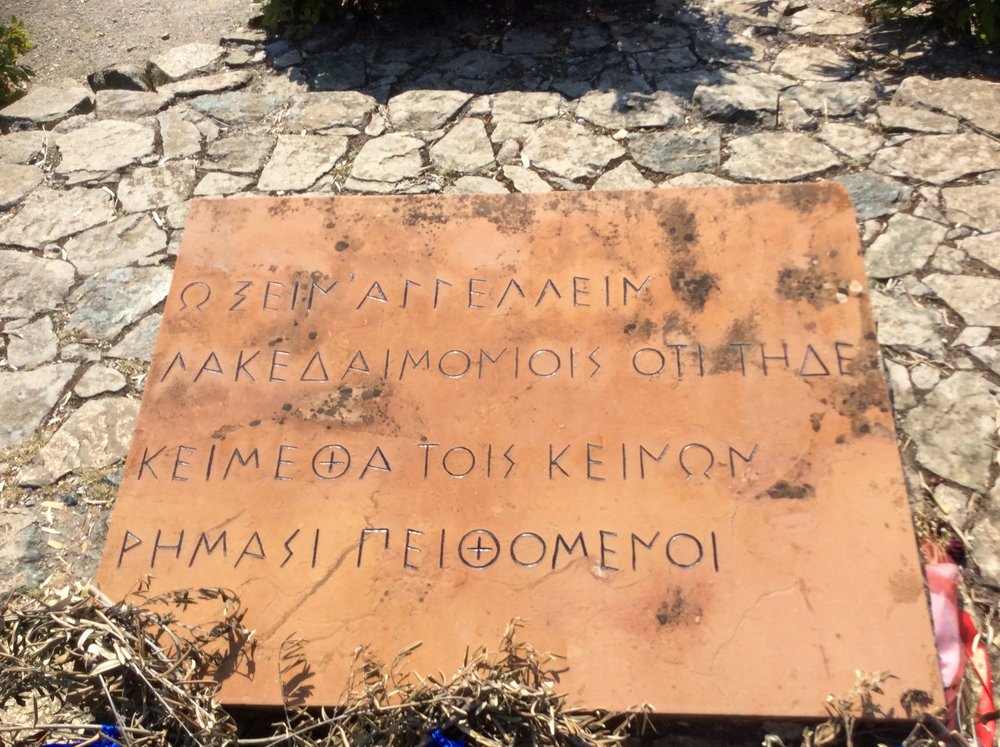 Ω ΞΕΙΝ' ΑΓΓΕΛΛΕΙΝ
ΛΑΚΕΔΑΙΜΟΝΙΟΙΣ ΟΤΙ ΤΗΔΕ
ΚΕΙΜΕΘΑ ΤΟΙΣ ΚΕΙΝΩΝ
ΡΗΜΑΣΙ ΠΕΙΘΟΜΕΝΟΙ